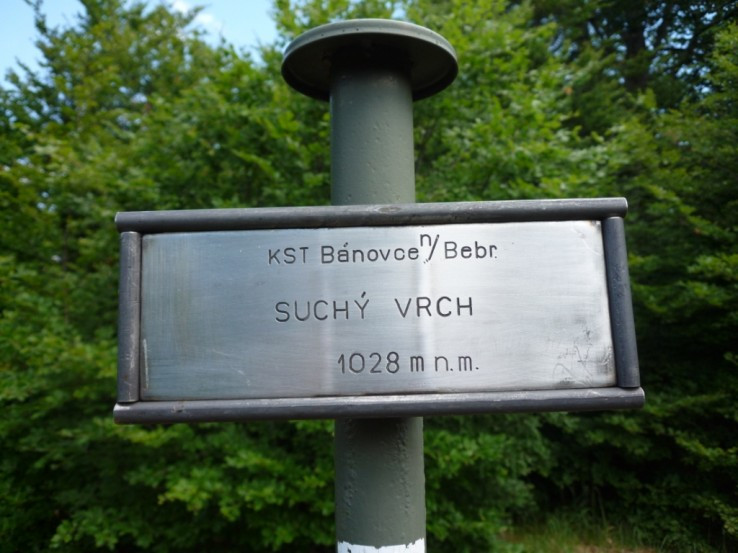 KST Bánovce n/ Bebr.
SUCHÝ VRCH
1028 m n.m.